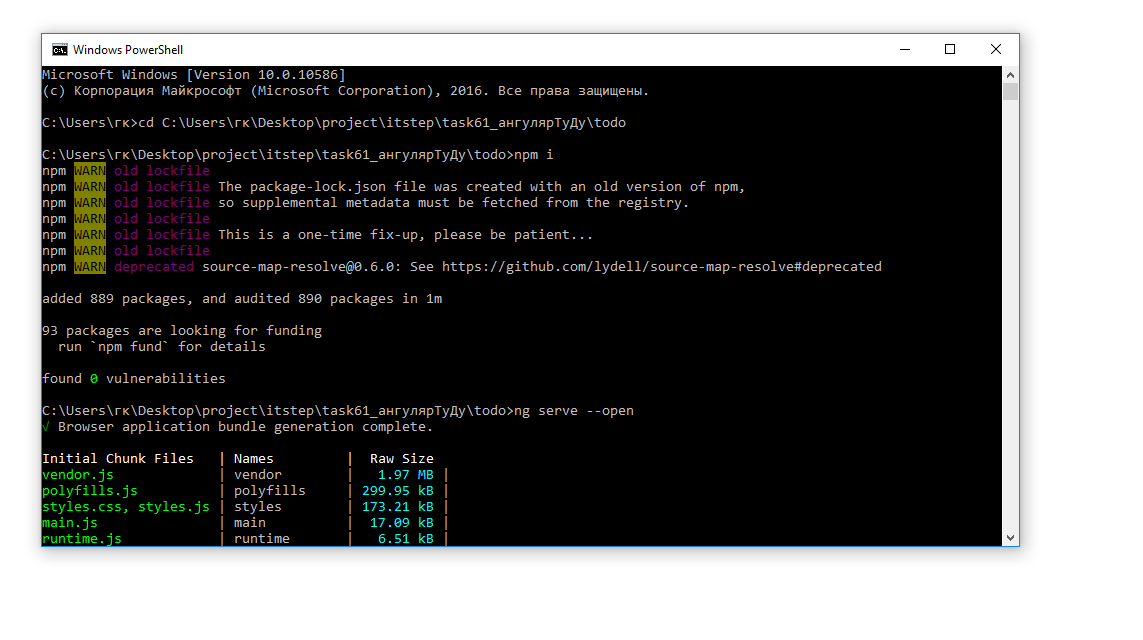 Windows PowerShell
Microsoft Windows [Version 10.0.10586]
(c) Корпорация Майкрософт (Microsoft Corporation), 2016. Все права защищены.
C:\Users\гк>cd C:\Users\гк\Desktop\project\itstep\task61_ангулярТуДу\todo
C:\Users\гк\Desktop\project\itstep\task61_ангулярТуДу\todo>npm i
npm WARN old lockfile
npm WARN old lockfile The package-lock.json file was created with an old version of npm,
npm WARN old lockfile so supplemental metadata must be fetched from the registry.
npm WARN old lockfile
npm WARN old lockfile This is a one-time fix-up, please be patient...
npm WARN old lockfile
npm WARN deprecated source-map-resolve@0.6.0: See https://github.com/lydell/source-map-resolve#deprecated
added 889 packages, and audited 890 packages in 1m
93 packages are looking for funding
  run `npm fund` for details
found 0 vulnerabilities
C:\Users\гк\Desktop\project\itstep\task61_ангулярТуДу\todo>ng serve --open
√ Browser application bundle generation complete.
Initial Chunk Files   | Names         |  Raw Size
vendor.js             | vendor        |   1.97 MB |
polyfills.js          | polyfills     | 299.95 kB |
styles.css, styles.js | styles        | 173.21 kB |
main.js               | main          |  17.09 kB |
runtime.js            | runtime       |   6.51 kB |